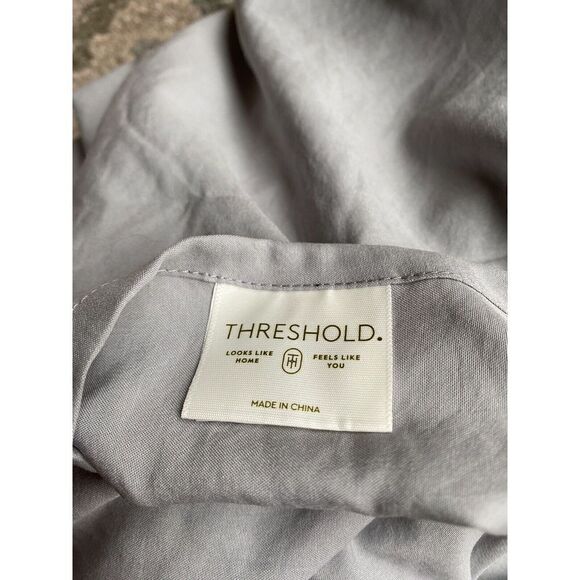 THRESHOLD.
LOOKS LIKE HOME
TH
FEELS LIKE YOU
MADE IN CHINA